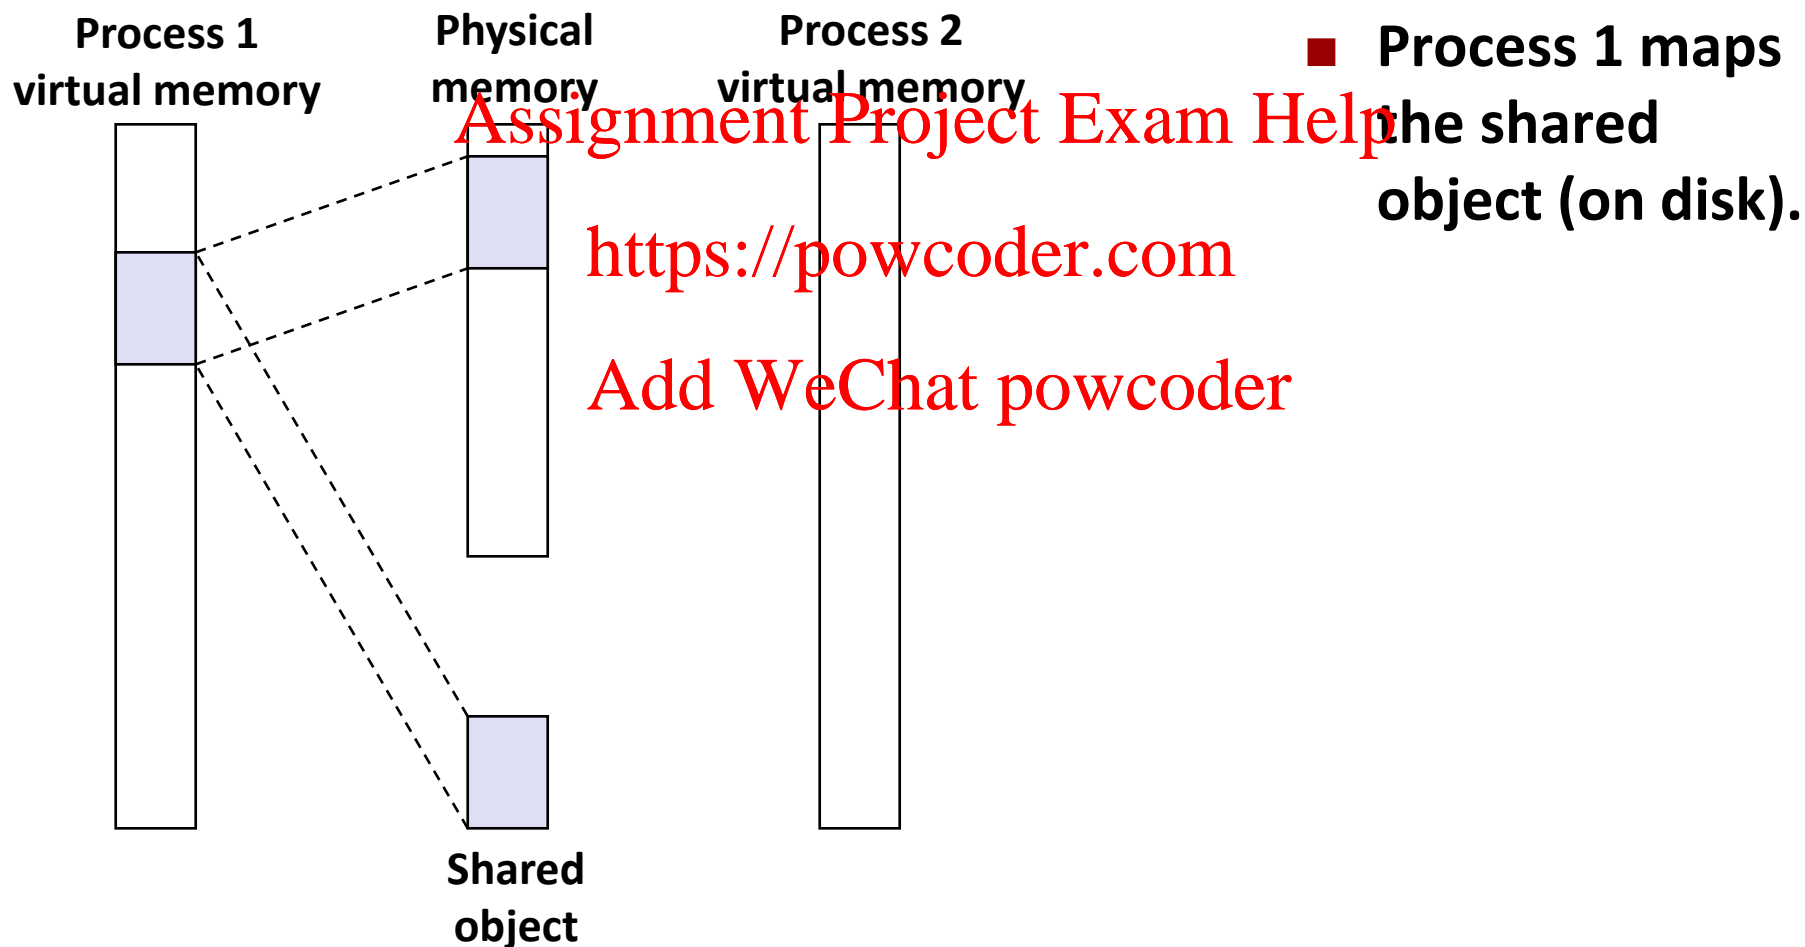 Process 1
virtual memory
Physical
memory
Process 2
virtual memory
■ Process 1 maps
the shared
object (on disk).
Assignment Project Exam Help
https://powcoder.com
Add WeChat powcoder
Shared
object